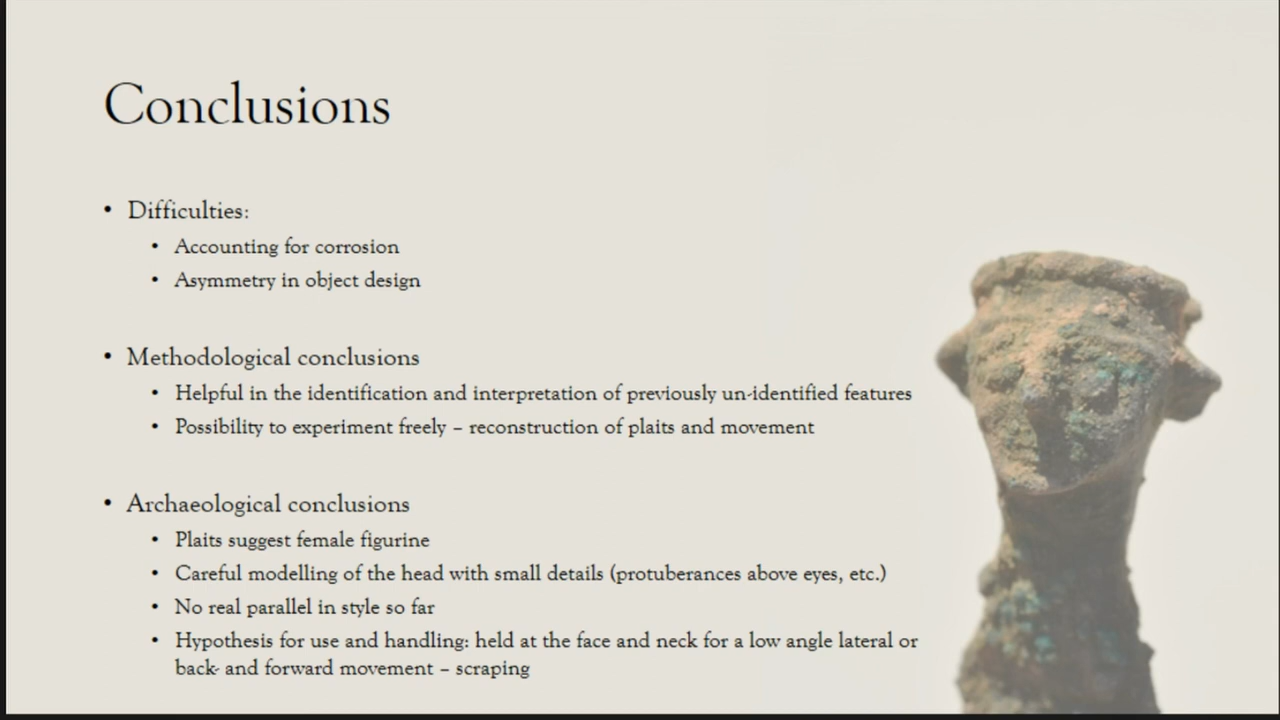 Conclusions
• Difficulties:
• Accounting for corrosion
• Asymmetry in object design
• Methodological conclusions
• Helpful in the identification and interpretation of previously un-identified features
• Possibility to experiment freely – reconstruction of plaits and movement
• Archaeological conclusions
• Plaits suggest female figurine
• Careful modelling of the head with small details (protuberances above eyes, etc.)
• No real parallel in style so far
• Hypothesis for use and handling: held at the face and neck for a low angle lateral or
back- and forward movement – scraping